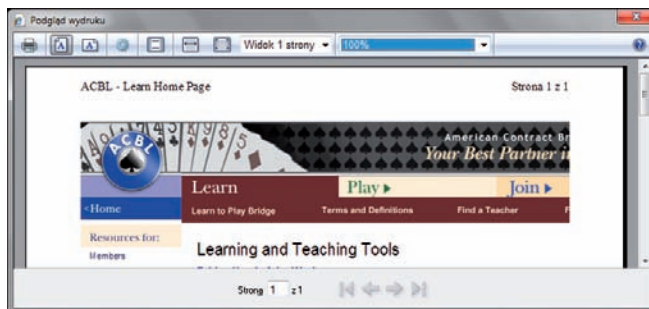 Podgląd wydruku
Widok 1 strony 100%
ACBL - Learn Home Page Strona 1 z 1
ACBL
American Contract Br
Your Best Partner i
Learn Play Join
<Home Learn to Play Bridge Terms and Definitions Find a Teacher F
Resources for:
Members
Learning and Teaching Tools
Strong 1 z 1